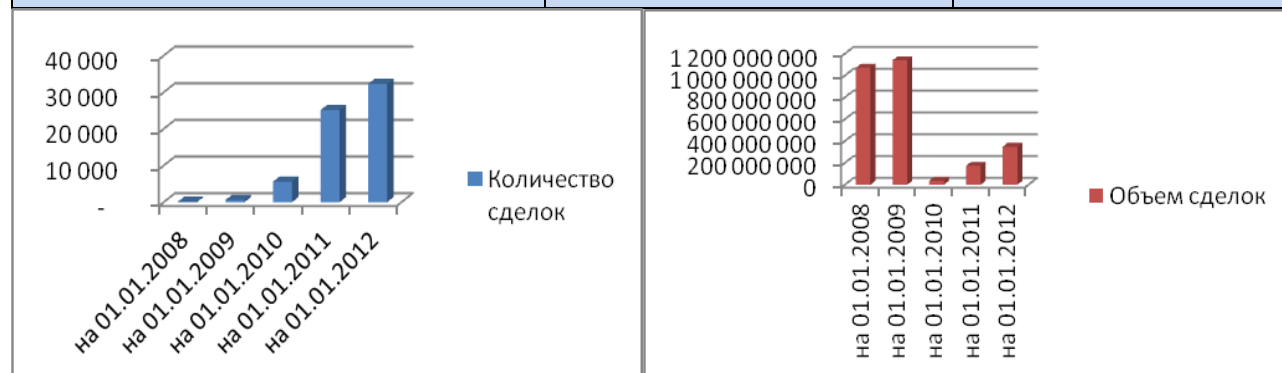 40 000
30 000
20 000
10 000
-
на 01.01.2008
на 01.01.2009
на 01.01.2010
на 01.01.2011
на 01.01.2012
Количество
сделок
1 200 000 000
1 000 000 000
800 000 000
600 000 000
400 000 000
200 000 000
0
на 01.01.2008
на 01.01.2009
на 01.01.2010
на 01.01.2011
на 01.01.2012
Объем сделок